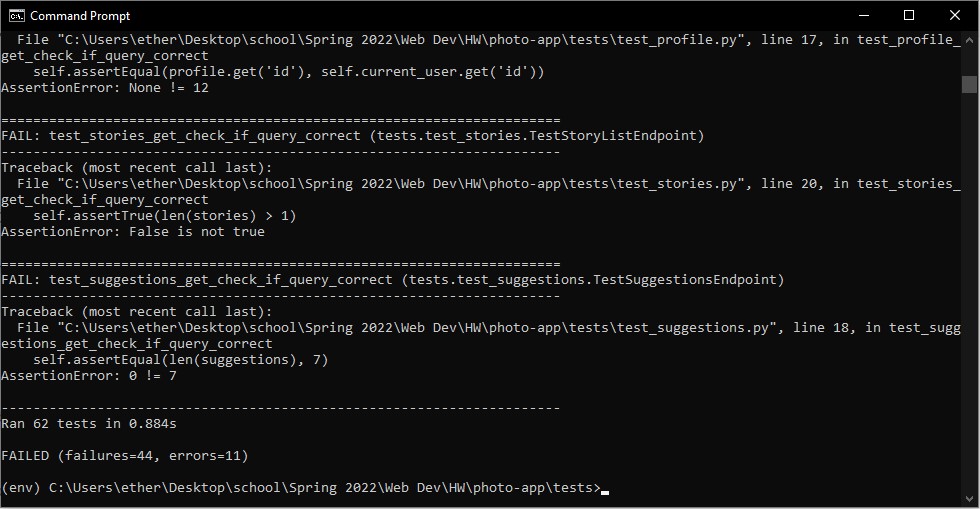 Command Prompt
File "C:\Users\ether\Desktop\school\Spring 2022\Web Dev\HW\photo-app\tests\test_profile.py", line 17, in test_profile_
get_check_if_query_correct
self.assertEqual(profile.get('id'), self.current_user.get('id'))
AssertionError: None != 12
======================================================================
FAIL: test_stories_get_check_if_query_correct (tests.test_stories.TestStoryListEndpoint)
----------------------------------------------------------------------
Traceback (most recent call last):
File "C:\Users\ether\Desktop\school\Spring 2022\Web Dev\HW\photo-app\tests\test_stories.py", line 20, in test_stories_
get_check_if_query_correct
self.assertTrue(len(stories) > 1)
AssertionError: False is not true
======================================================================
FAIL: test_suggestions_get_check_if_query_correct (tests.test_suggestions.TestSuggestionsEndpoint)
----------------------------------------------------------------------
Traceback (most recent call last):
File "C:\Users\ether\Desktop\school\Spring 2022\Web Dev\HW\photo-app\tests\test_suggestions.py", line 18, in test_sugg
estions_get_check_if_query_correct
self.assertEqual(len(suggestions), 7)
AssertionError: 0 != 7
----------------------------------------------------------------------
Ran 62 tests in 0.884s
FAILED (failures=44, errors=11)
(env) C:\Users\ether\Desktop\school\Spring 2022\Web Dev\HW\photo-app\tests>